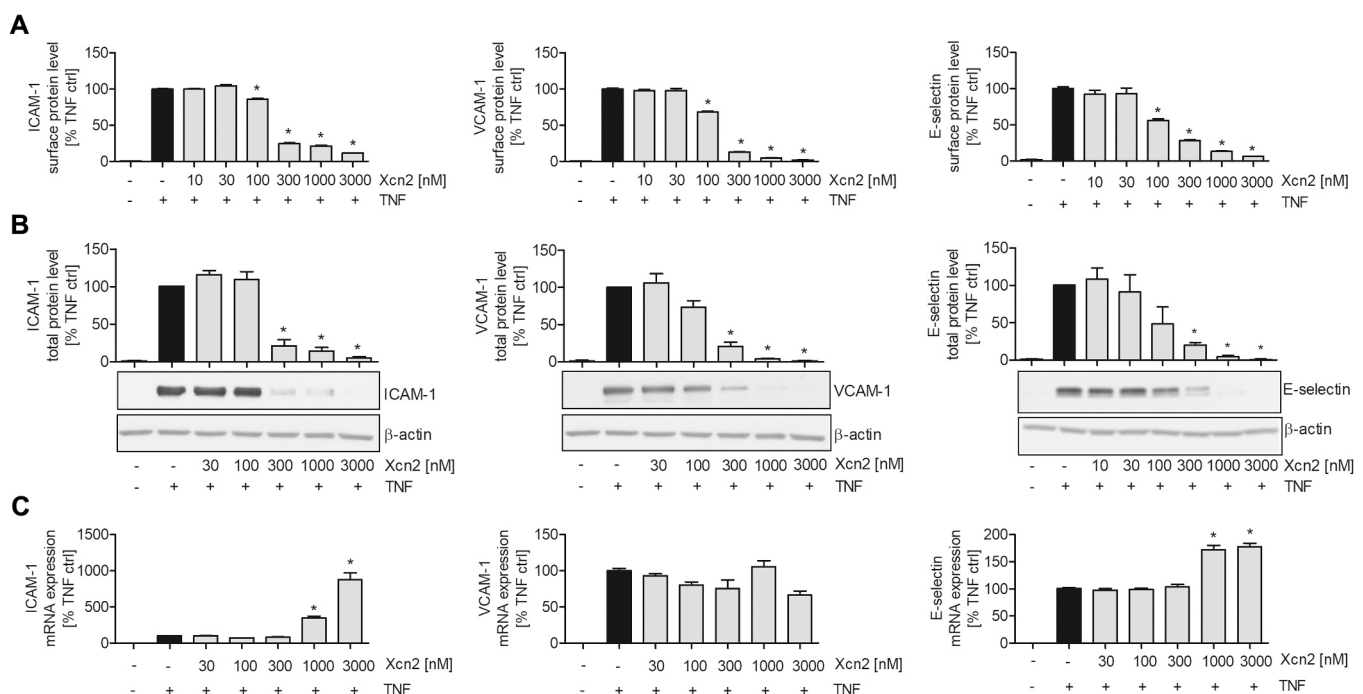 A
ICAM-1
surface protein level
[% TNF ctrl]
150
100
50
0
- - 10 30 100 300 1000 3000 Xcn2 [nM]
- + + + + + + + TNF
* * * *
VCAM-1
surface protein level
[% TNF ctrl]
150
100
50
0
- - 10 30 100 300 1000 3000 Xcn2 [nM]
- + + + + + + + TNF
* * * *
E-selectin
surface protein level
[% TNF ctrl]
150
100
50
0
- - 10 30 100 300 1000 3000 Xcn2 [nM]
- + + + + + + + TNF
* * * *
B
ICAM-1
total protein level
[% TNF ctrl]
150
100
50
0
* * *
ICAM-1
β-actin
- - 30 100 300 1000 3000 Xcn2 [nM]
- + + + + + + TNF
VCAM-1
total protein level
[% TNF ctrl]
150
100
50
0
* * *
VCAM-1
β-actin
- - 30 100 300 1000 3000 Xcn2 [nM]
- + + + + + + TNF
E-selectin
total protein level
[% TNF ctrl]
150
100
50
0
* * *
E-selectin
β-actin
- - 10 30 100 300 1000 3000 Xcn2 [nM]
- + + + + + + + TNF
C
ICAM-1
mRNA expression
[% TNF ctrl]
1500
1000
500
0
* *
- - 30 100 300 1000 3000 Xcn2 [nM]
- + + + + + + TNF
VCAM-1
mRNA expression
[% TNF ctrl]
150
100
50
0
- - 30 100 300 1000 3000 Xcn2 [nM]
- + + + + + + TNF
E-selectin
mRNA expression
[% TNF ctrl]
200
150
100
50
0
* *
- - 30 100 300 1000 3000 Xcn2 [nM]
- + + + + + + TNF